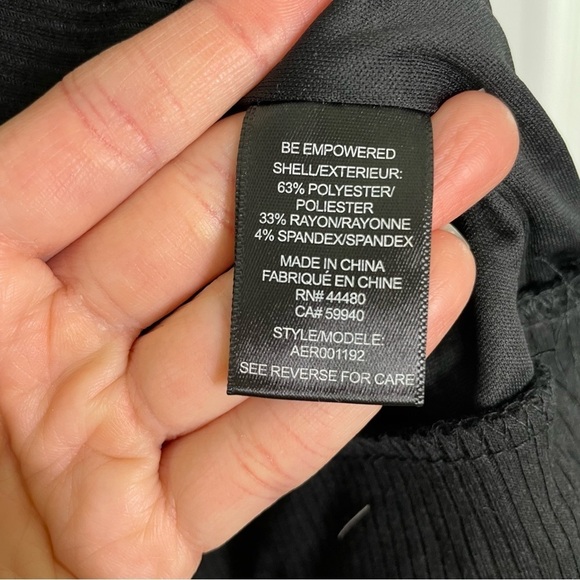 BE EMPOWERED
SHELL/EXTERIEUR:
63% POLYESTER/
POLIESTER
33% RAYON/RAYONNE
4% SPANDEX/SPANDEX
MADE IN CHINA
FABRIQUÉ EN CHINE
RN# 44480
CA# 59940
STYLE/MODELE:
AER001192
SEE REVERSE FOR CARE